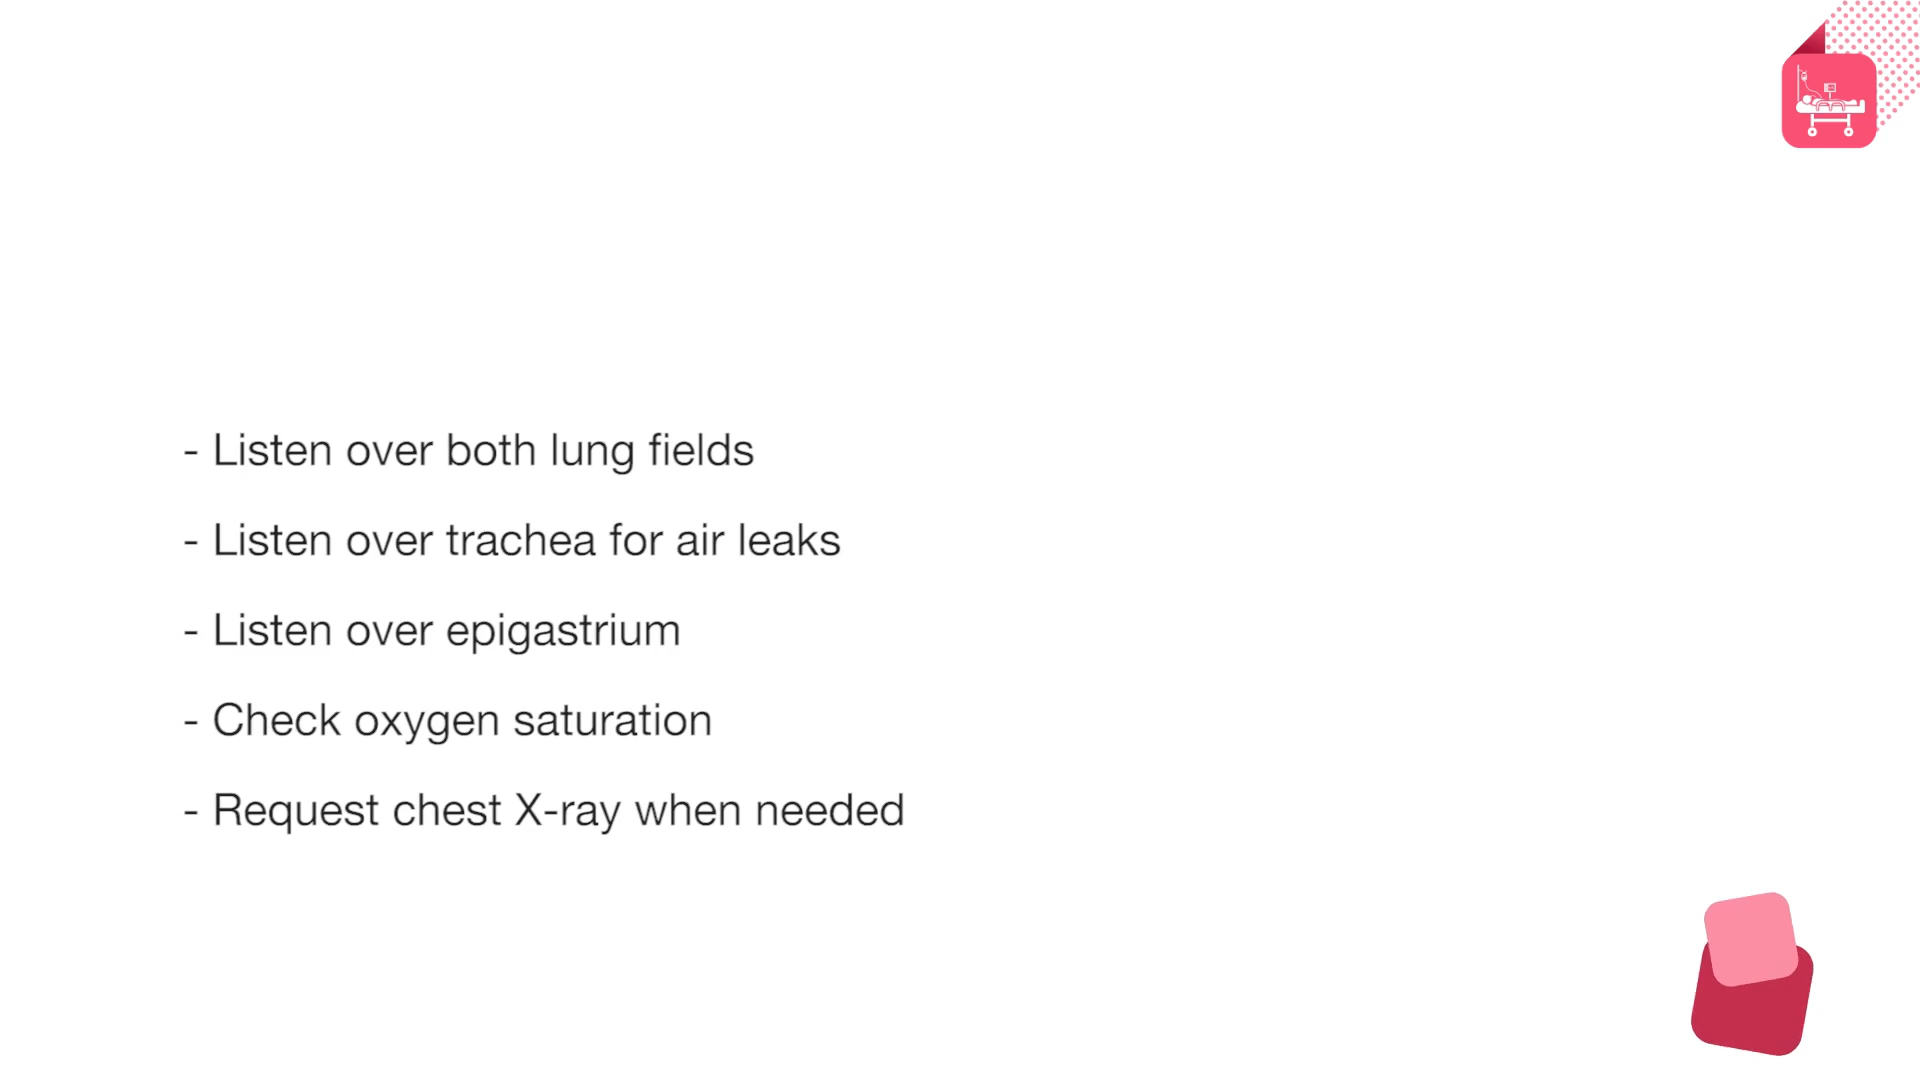 - Listen over both lung fields
- Listen over trachea for air leaks
- Listen over epigastrium
- Check oxygen saturation
- Request chest X-ray when needed